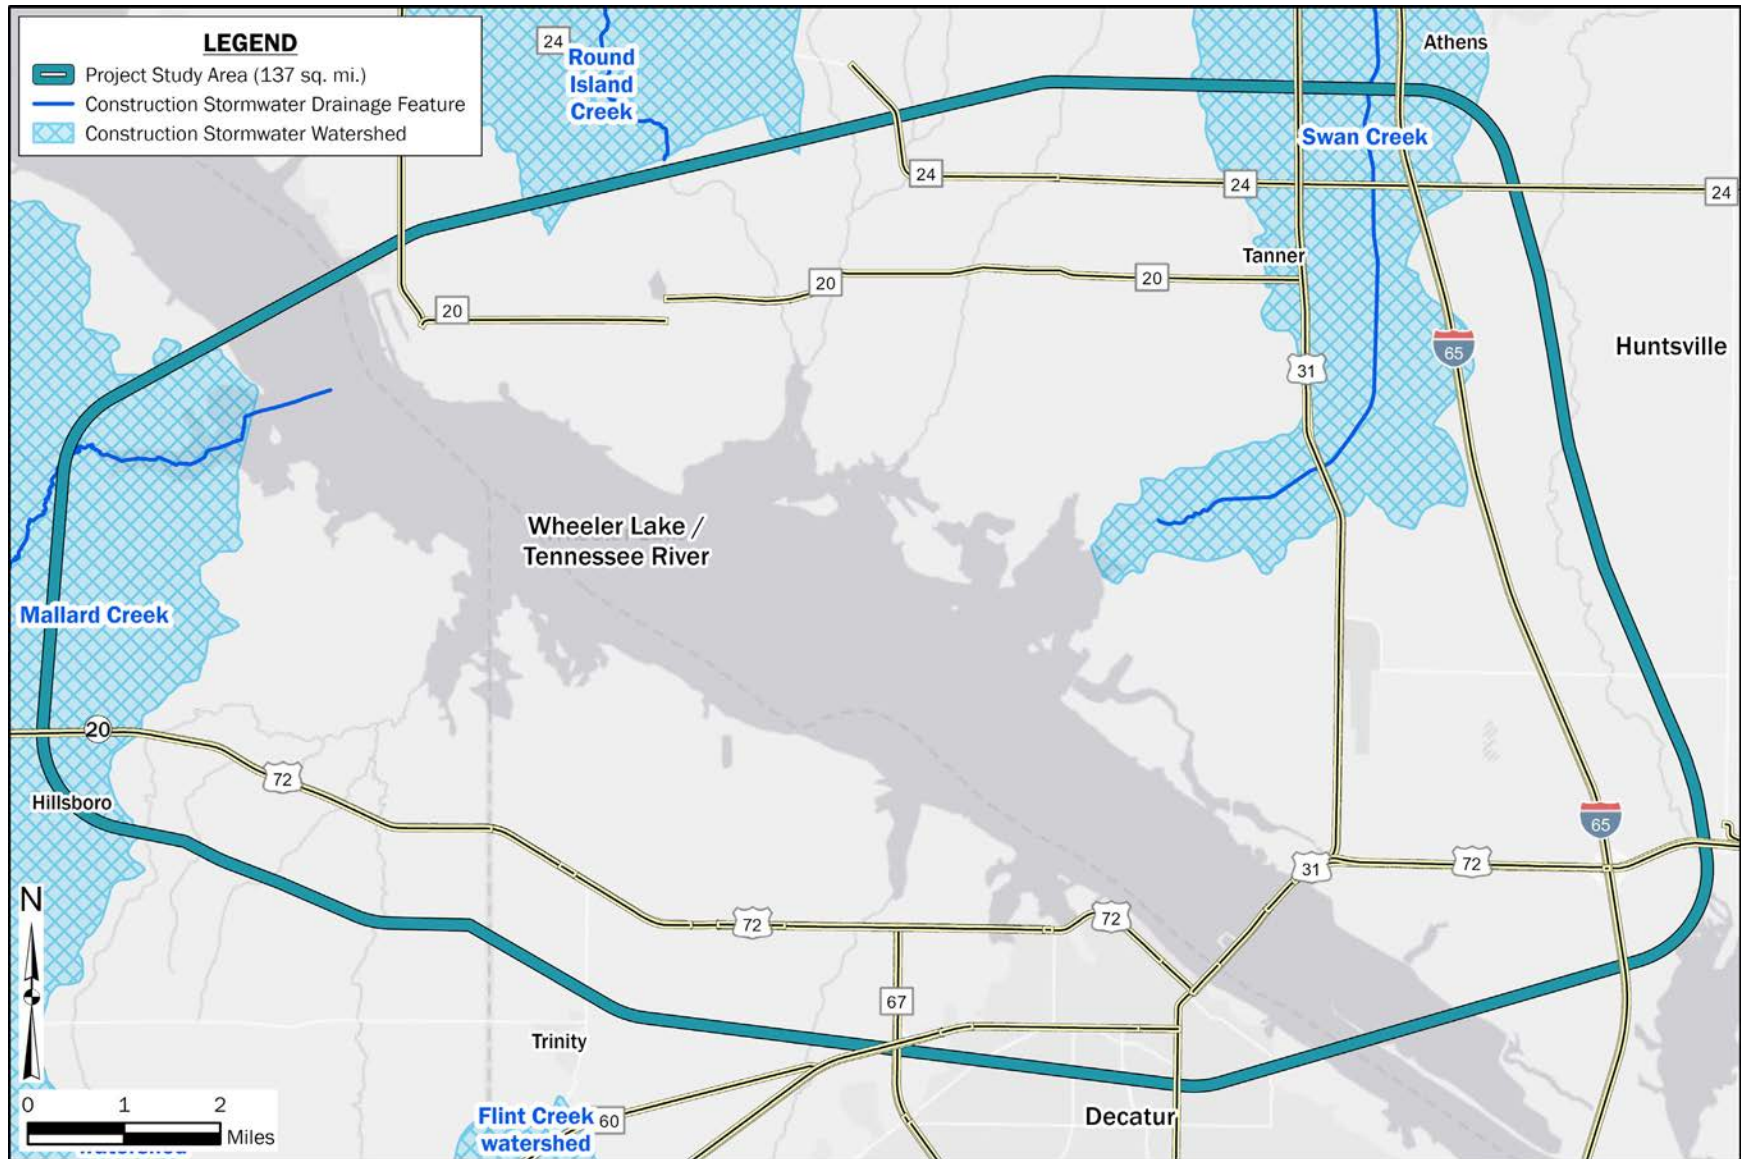 LEGEND
Project Study Area (137 sq. mi.)
Construction Stormwater Drainage Feature
Construction Stormwater Watershed
24
Round
Island
Creek
Athens
Swan Creek
24
24
24
Tanner
20
20
20
31
65
Huntsville
Wheeler Lake /
Tennessee River
Mallard Creek
20
72
Hillsboro
65
31
72
72
72
N
67
Trinity
0 1 2
Miles
Flint Creek
watershed
60
Decatur
watershed